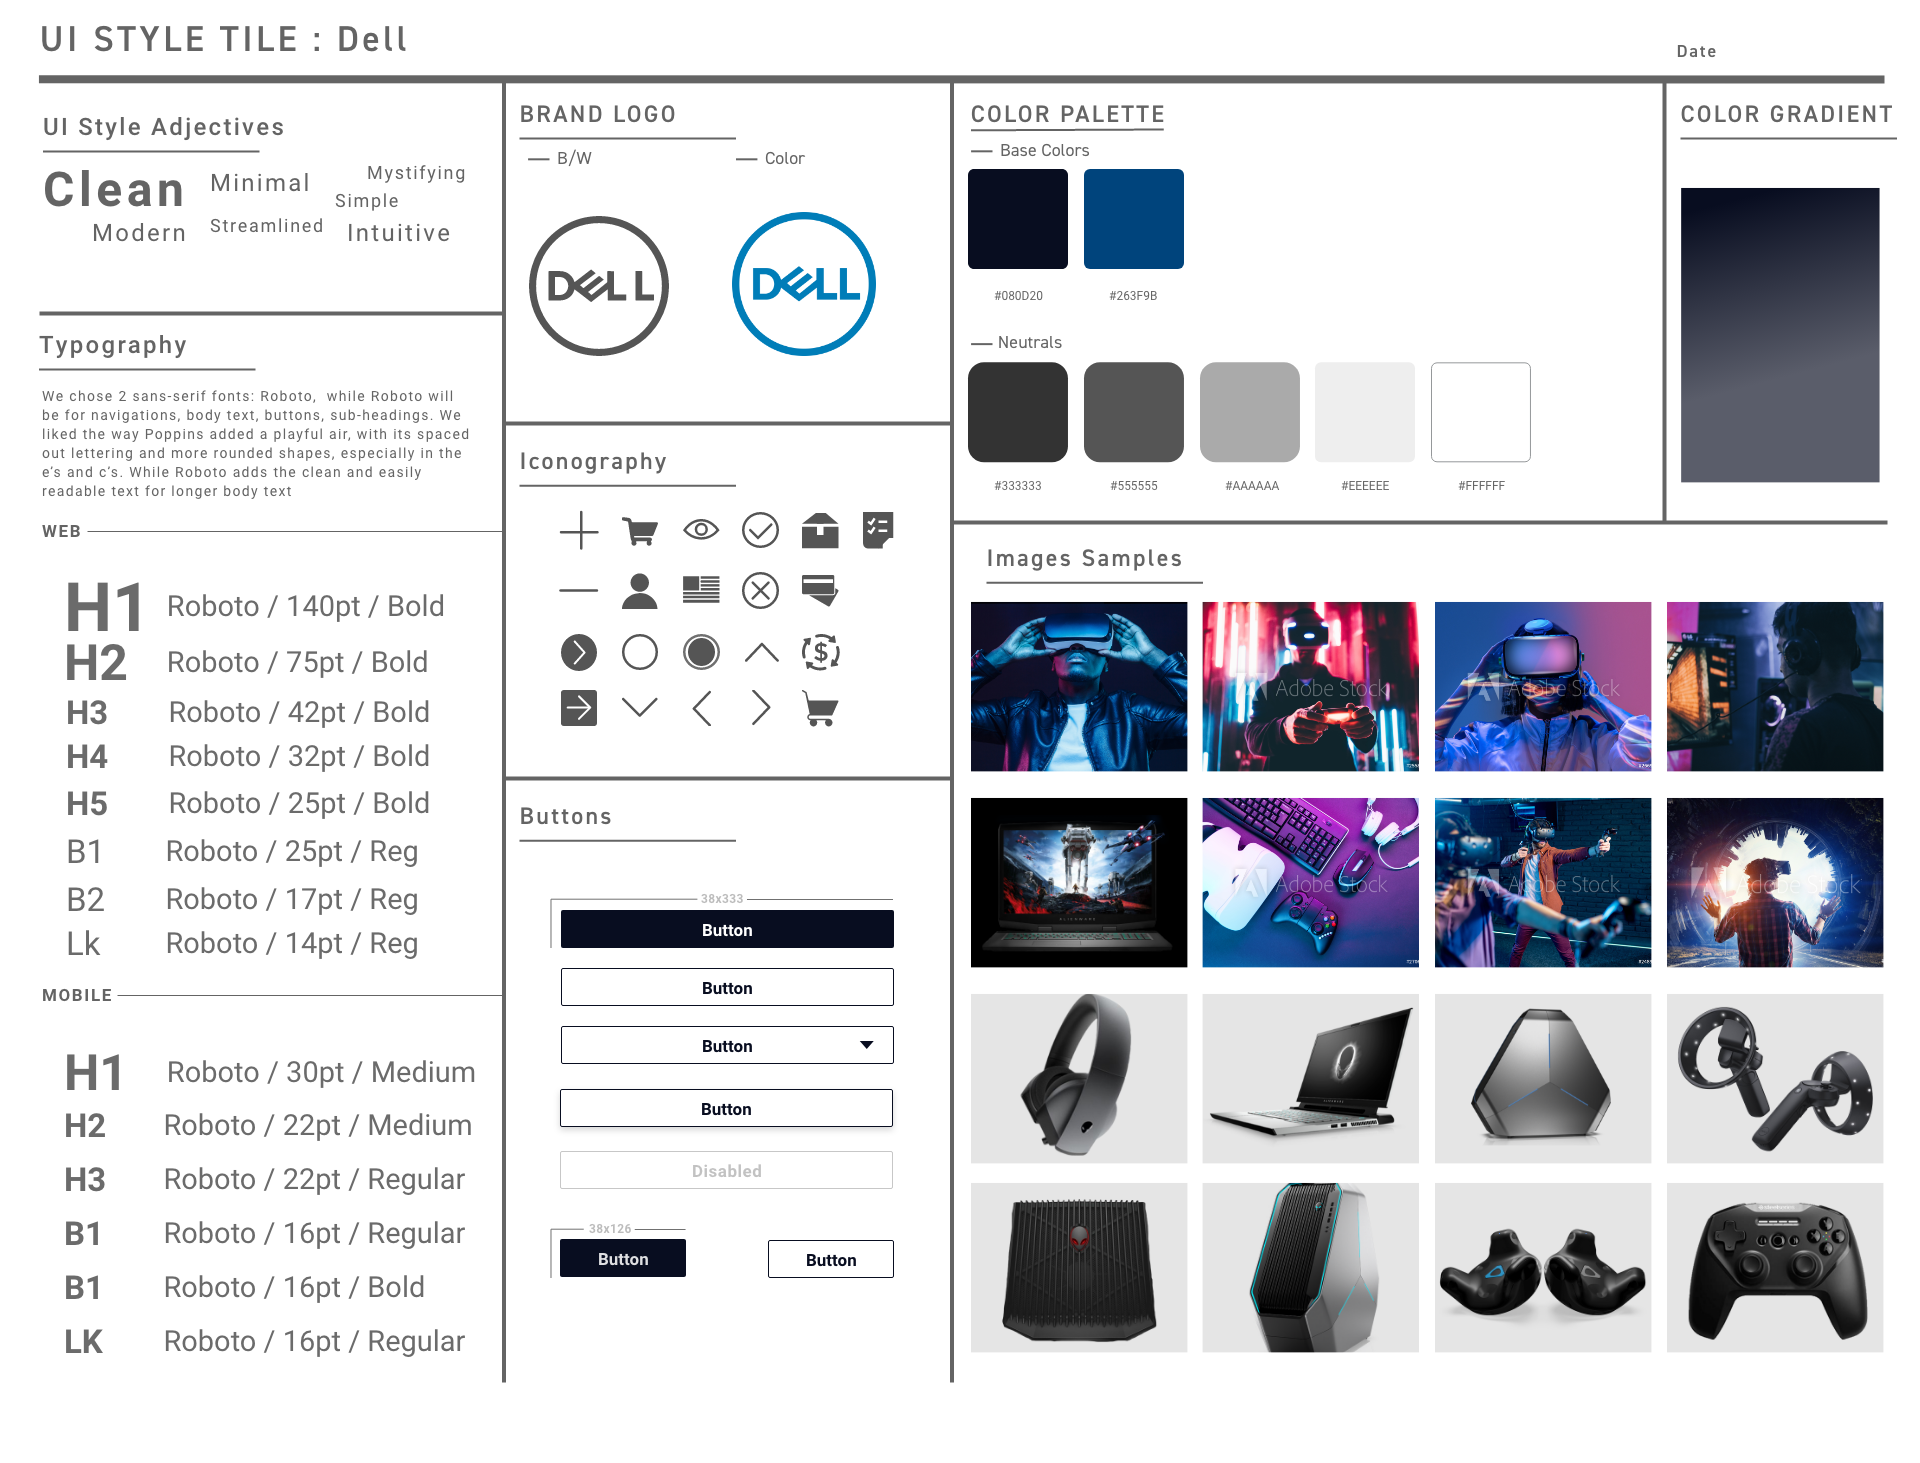 UI STYLE TILE : Dell
Date
UI Style Adjectives
Clean
Minimal
Mystifying
Simple
Modern
Streamlined
Intuitive
Typography
We chose 2 sans-serif fonts: Roboto,  while Roboto will
be for navigations, body text, buttons, sub-headings. We
liked the way Poppins added a playful air, with its spaced
out lettering and more rounded shapes, especially in the
e's and c's. While Roboto adds the clean and easily
readable text for longer body text
WEB
H1 Roboto / 140pt / Bold
H2 Roboto / 75pt / Bold
H3 Roboto / 42pt / Bold
H4 Roboto / 32pt / Bold
H5 Roboto / 25pt / Bold
B1 Roboto / 25pt / Reg
B2 Roboto / 17pt / Reg
Lk Roboto / 14pt / Reg
MOBILE
H1 Roboto / 30pt / Medium
H2 Roboto / 22pt / Medium
H3 Roboto / 22pt / Regular
B1 Roboto / 16pt / Regular
B1 Roboto / 16pt / Bold
LK Roboto / 16pt / Regular
BRAND LOGO
B/W
Color
DELL
DELL
Iconography
$
Buttons
38x333
Button
Button
Button
Button
Disabled
38x126
Button
Button
COLOR PALETTE
Base Colors
#080D20
#263F9B
Neutrals
#333333
#555555
#AAAAAA
#EEEEEE
#FFFFFF
COLOR GRADIENT
Images Samples
Adobe Stock
Adobe Stock
ALIENWARE
Adobe Stock
Adobe Stock
Adobe Stock
ALIENWARE